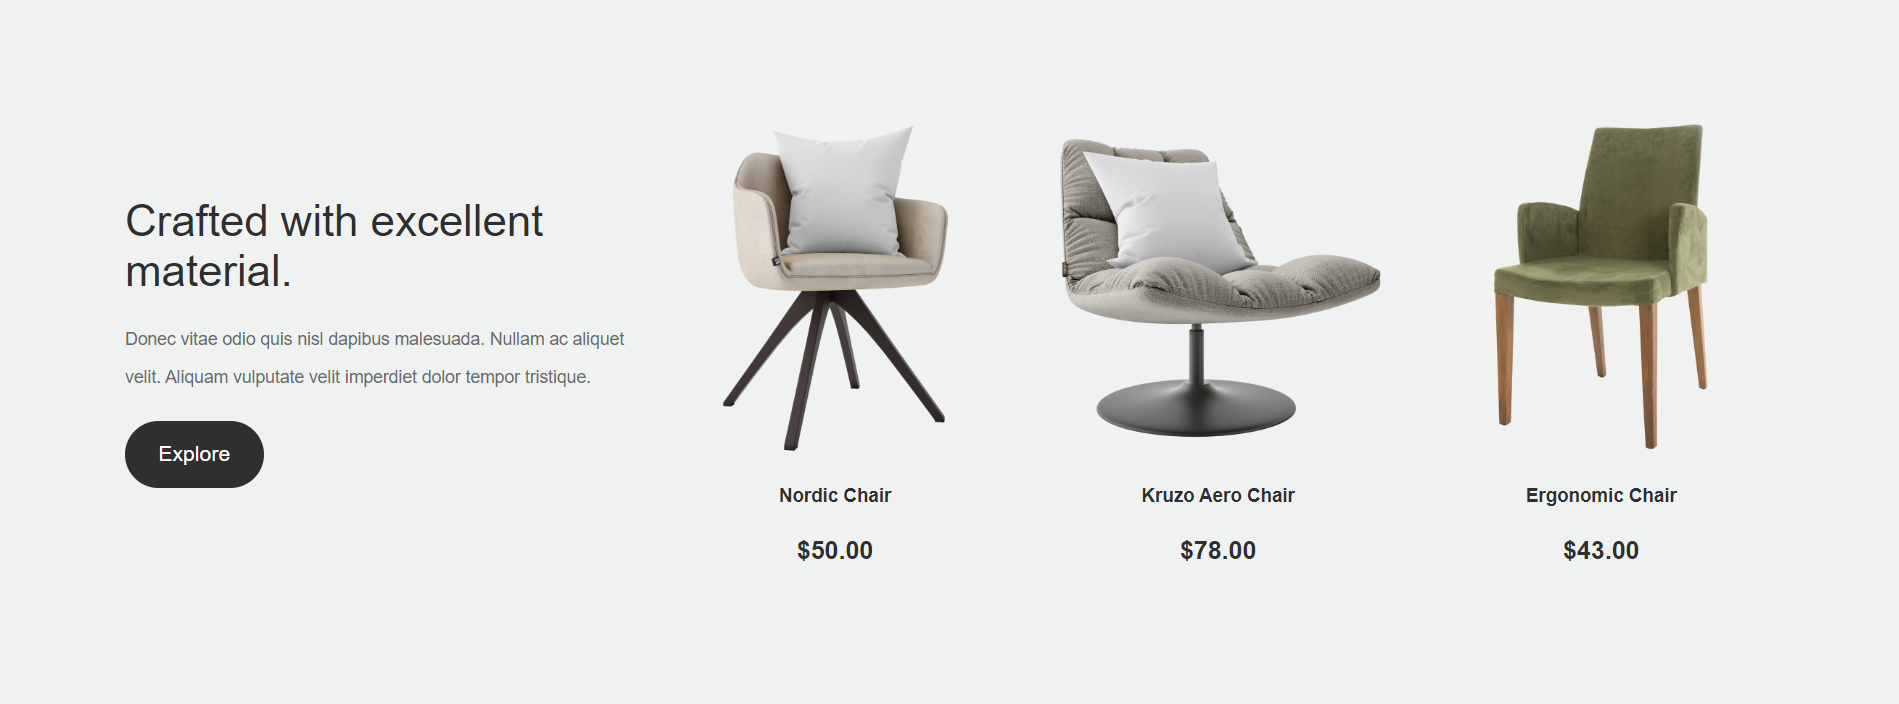 Crafted with excellent
material.
Donec vitae odio quis nisl dapibus malesuada. Nullam ac aliquet
velit. Aliquam vulputate velit imperdiet dolor tempor tristique.
Explore
Nordic Chair
$50.00
Kruzo Aero Chair
$78.00
Ergonomic Chair
$43.00